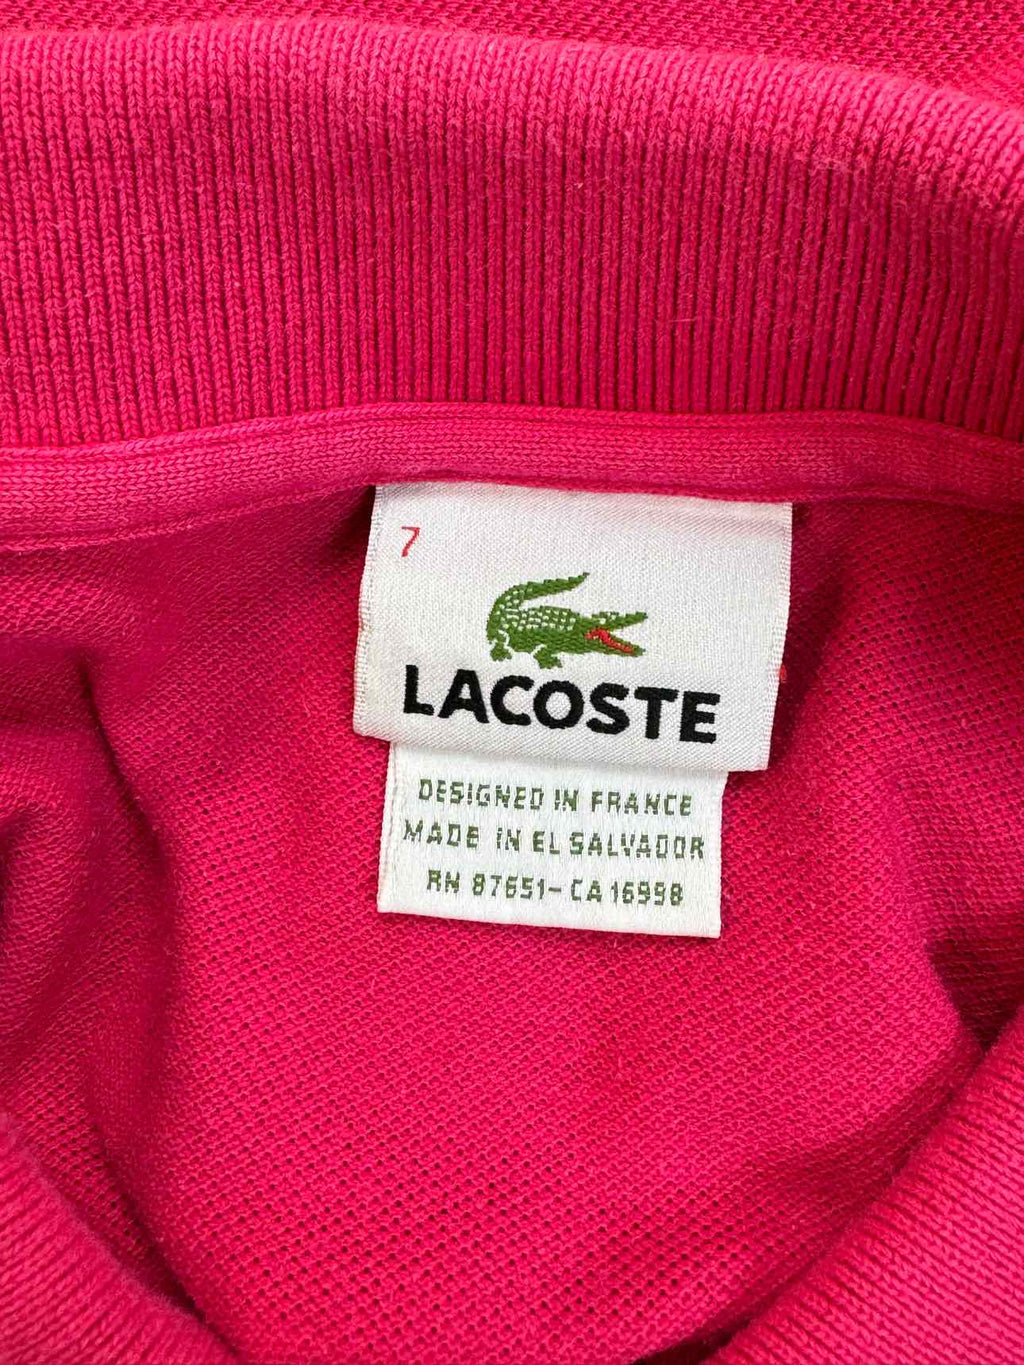 7
LACOSTE
DESIGNED IN FRANCE
MADE IN EL SALVADOR
RN 87651-CA 16998